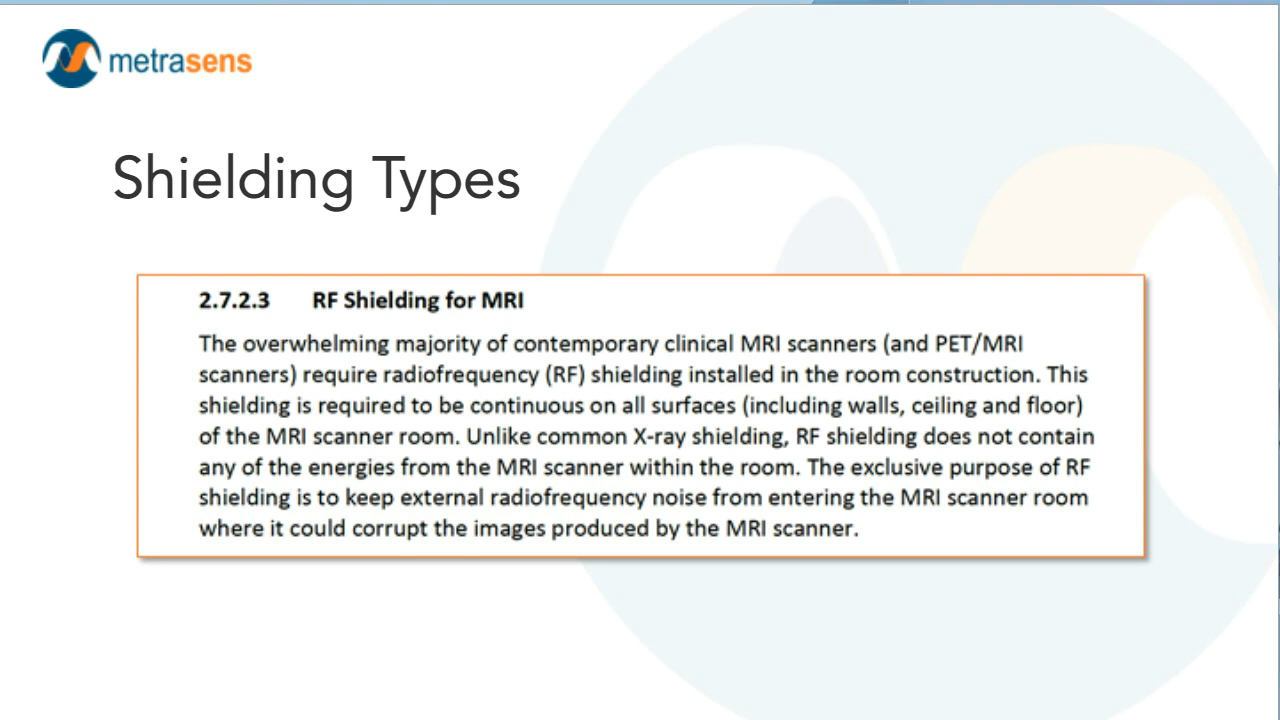 metrasens
Shielding Types
2.7.2.3 RF Shielding for MRI
The overwhelming majority of contemporary clinical MRI scanners (and PET/MRI
scanners) require radiofrequency (RF) shielding installed in the room construction. This
shielding is required to be continuous on all surfaces (including walls, ceiling and floor)
of the MRI scanner room. Unlike common X-ray shielding, RF shielding does not contain
any of the energies from the MRI scanner within the room. The exclusive purpose of RF
shielding is to keep external radiofrequency noise from entering the MRI scanner room
where it could corrupt the images produced by the MRI scanner.